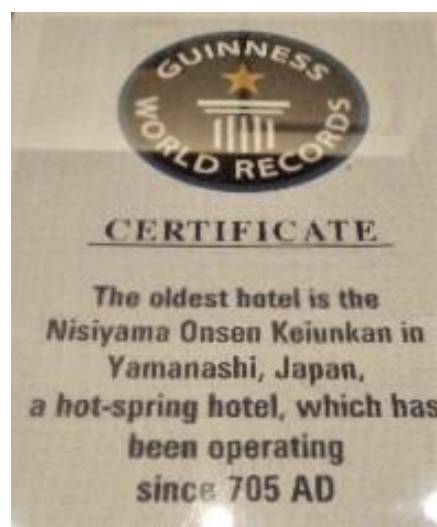 GUINNESS
WORLD RECORDS
CERTIFICATE
The oldest hotel is the
Nisiyama Onsen Keiunkan in
Yamanashi, Japan,
a hot-spring hotel, which has
been operating
since 705 AD